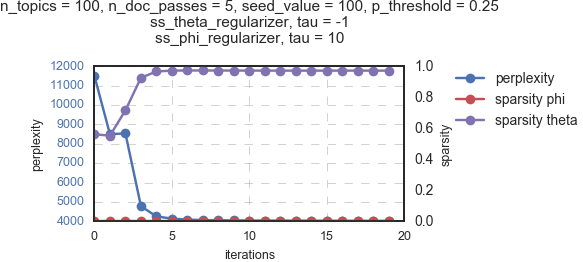 n_topics = 100, n_doc_passes = 5, seed_value = 100, p_threshold = 0.25
ss_theta_regularizer, tau = -1
ss_phi_regularizer, tau = 10
12000
11000
10000
9000
8000
7000
6000
5000
4000
perplexity
1.0
0.8
0.6
0.4
0.2
0.0
sparsity
0
5
10
15
20
iterations
perplexity
sparsity phi
sparsity theta